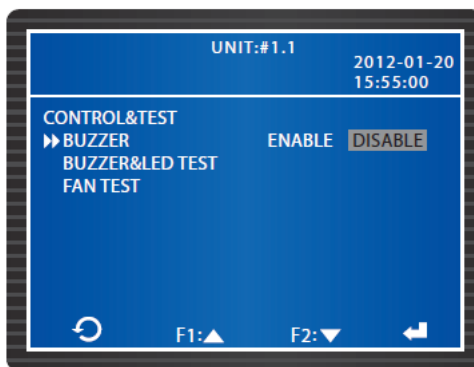 UNIT:#1.1
2012-01-20
15:55:00
CONTROL&TEST
BUZZER ENABLE DISABLE
BUZZER&LED TEST
FAN TEST
F1: F2: